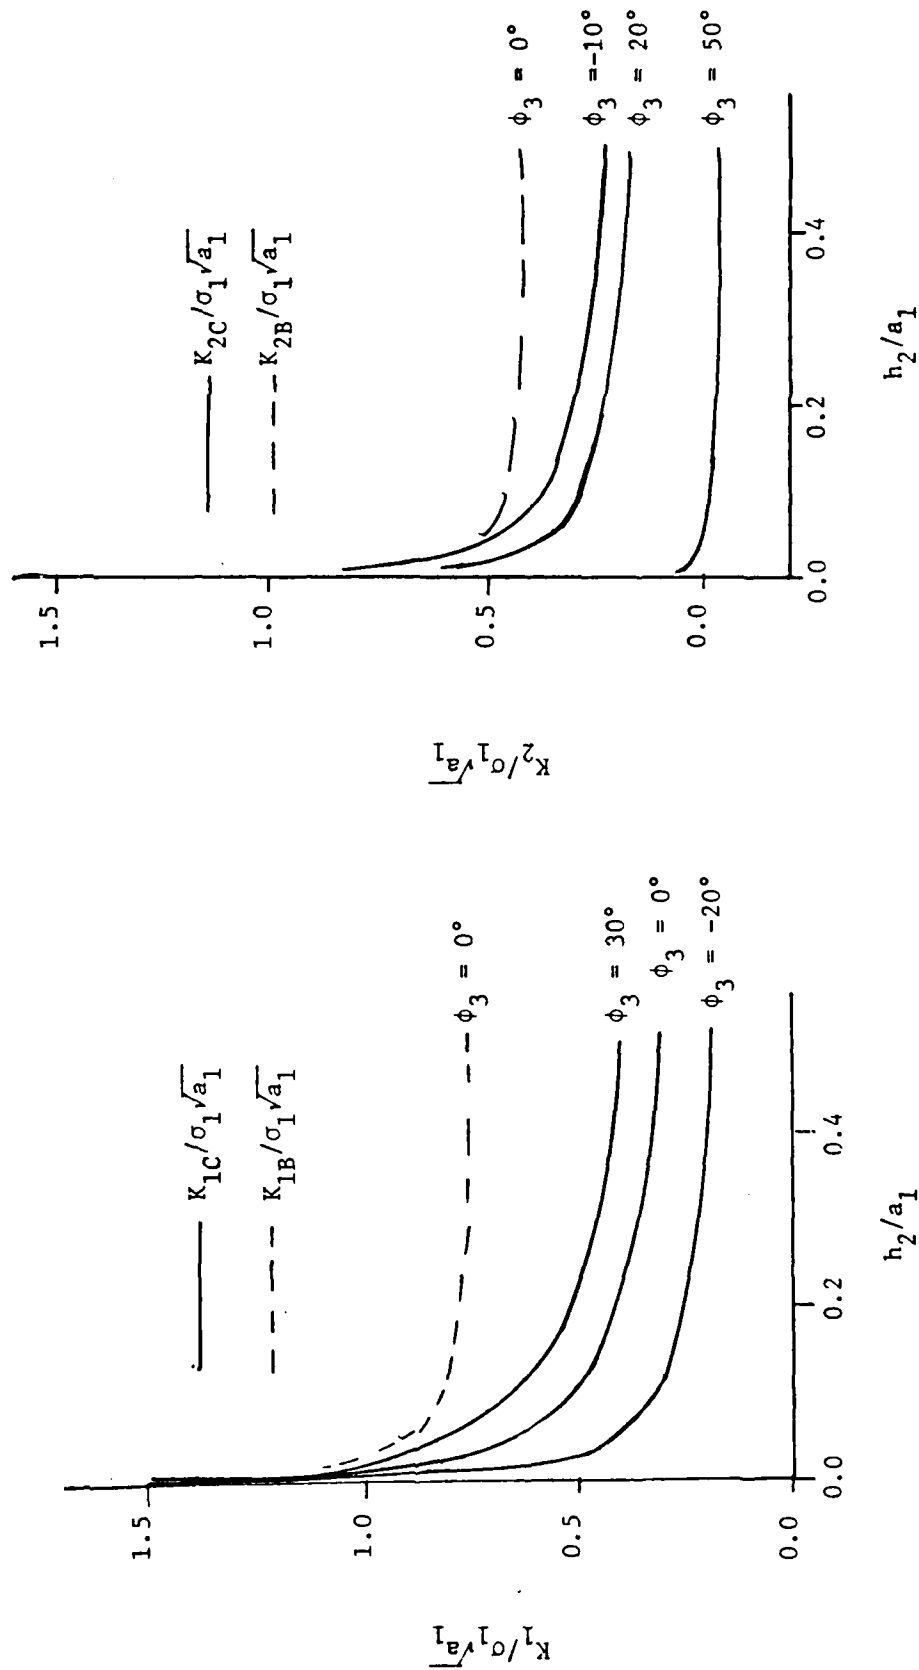 K₁/σ₁√a₁
1.5
1.0
0.5
0.0
K₁C/σ₁√a₁
K₁B/σ₁√a₁
ϕ₃ = 0°
ϕ₃ = 30°
ϕ₃ = 0°
ϕ₃ = -20°
0.0
0.2
0.4
h₂/a₁
K₂/σ₁√a₁
1.5
1.0
0.5
0.0
K₂C/σ₁√a₁
K₂B/σ₁√a₁
ϕ₃ = 0°
ϕ₃ =-10°
ϕ₃ = 20°
ϕ₃ = 50°
0.0
0.2
0.4
h₂/a₁